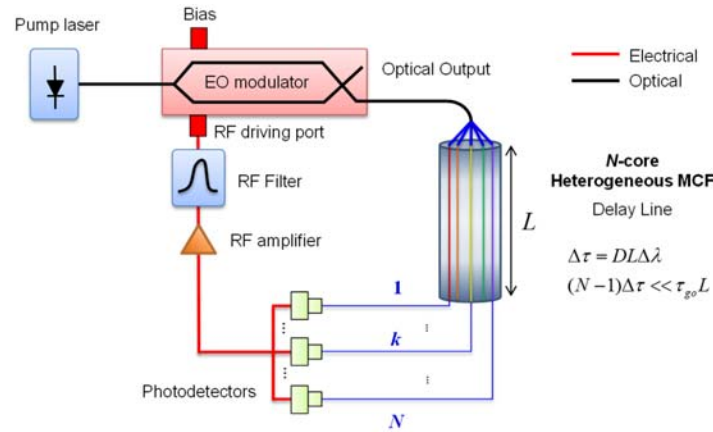 Pump laser
Bias
EO modulator
Optical Output
Electrical
Optical
RF driving port
RF Filter
RF amplifier
L
N-core
Heterogeneous MCF
Delay Line
Δτ = DLΔλ
(N−1)Δτ << τgoL
1
k
N
Photodetectors